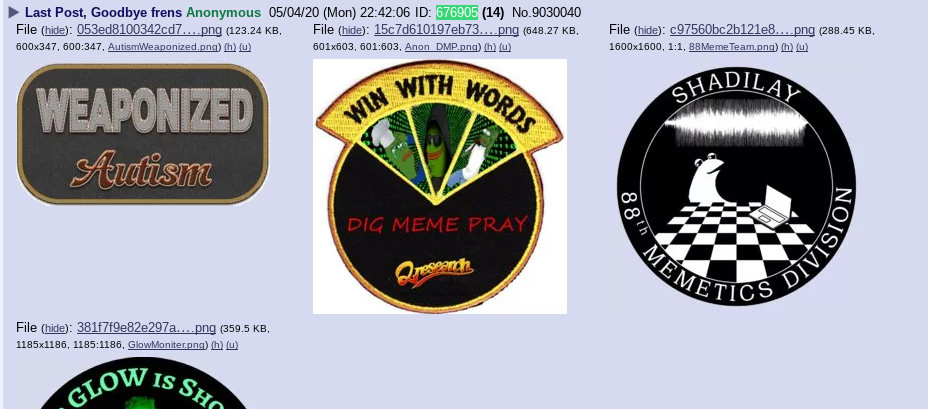 Last Post, Goodbye frens Anonymous 05/04/20 (Mon) 22:42:06 ID: 676905 (14) No.9030040
File (hide): 053ed8100342cd7....png (123.24 KB, 600x347, 600:347, AutismWeaponized.png) (h) (u)
WEAPONIZED
Autism
File (hide): 15c7d610197eb73....png (648.27 KB, 601x603, 601:603, Anon_DMP.png) (h) (u)
WIN WITH WORDS
DIG MEME PRAY
Qresearch
File (hide): c97560bc2b121e8....png (288.45 KB, 1600x1600, 1:1, 88MemeTeam.png) (h) (u)
SHADILAY
88th MEMETICS DIVISION
File (hide): 381f7f9e82e297a....png (359.5 KB, 1185x1186, 1185:1186, GlowMoniter.png) (h) (u)
GLOW IS SHO